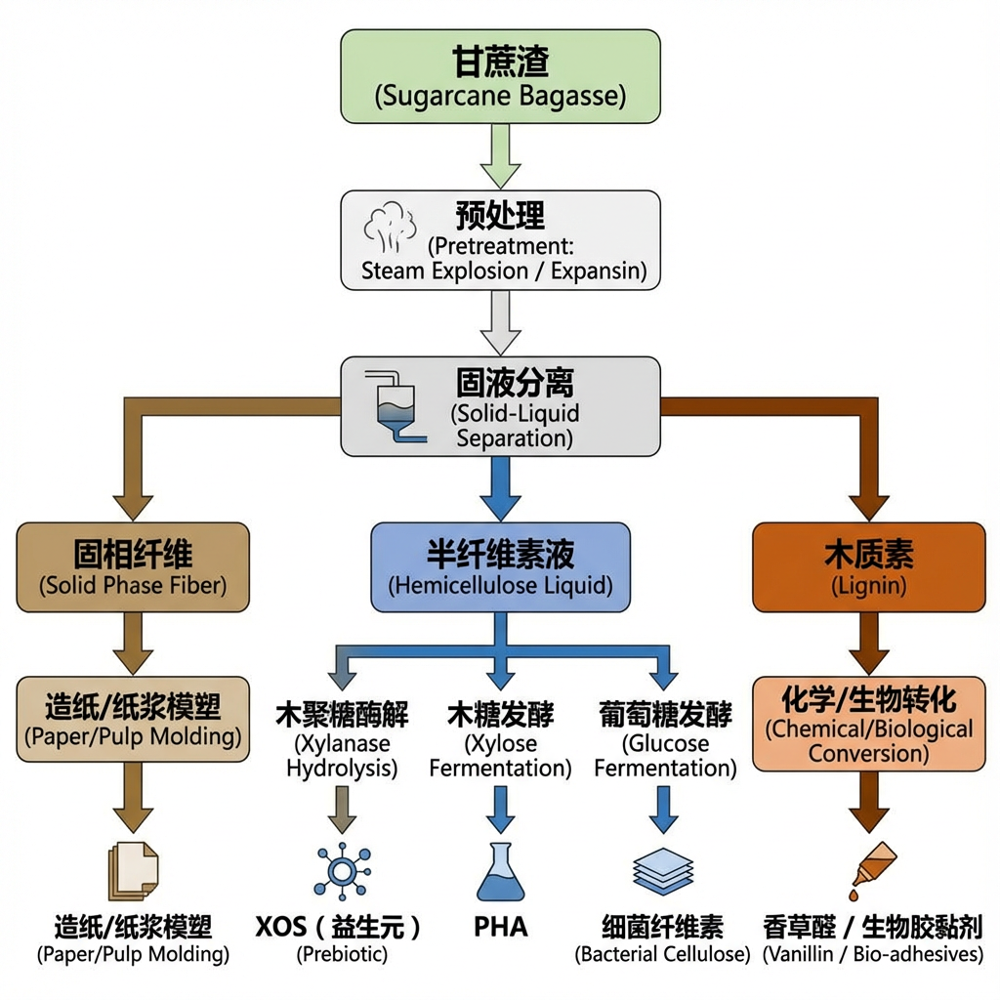 甘蔗渣
(Sugarcane Bagasse)
预处理
(Pretreatment:
Steam Explosion / Expansin)
固液分离
(Solid-Liquid
Separation)
固相纤维
(Solid Phase Fiber)
半纤维素液
(Hemicellulose Liquid)
木质素
(Lignin)
造纸/纸浆模塑
(Paper/Pulp Molding)
木聚糖酶解
(Xylanase
Hydrolysis)
木糖发酵
(Xylose
Fermentation)
葡萄糖发酵
(Glucose
Fermentation)
化学/生物转化
(Chemical/Biological
Conversion)
造纸/纸浆模塑
(Paper/Pulp Molding)
XOS（益生元）
(Prebiotic)
PHA
细菌纤维素
(Bacterial Cellulose)
香草醛 / 生物胶黏剂
(Vanillin / Bio-adhesives)